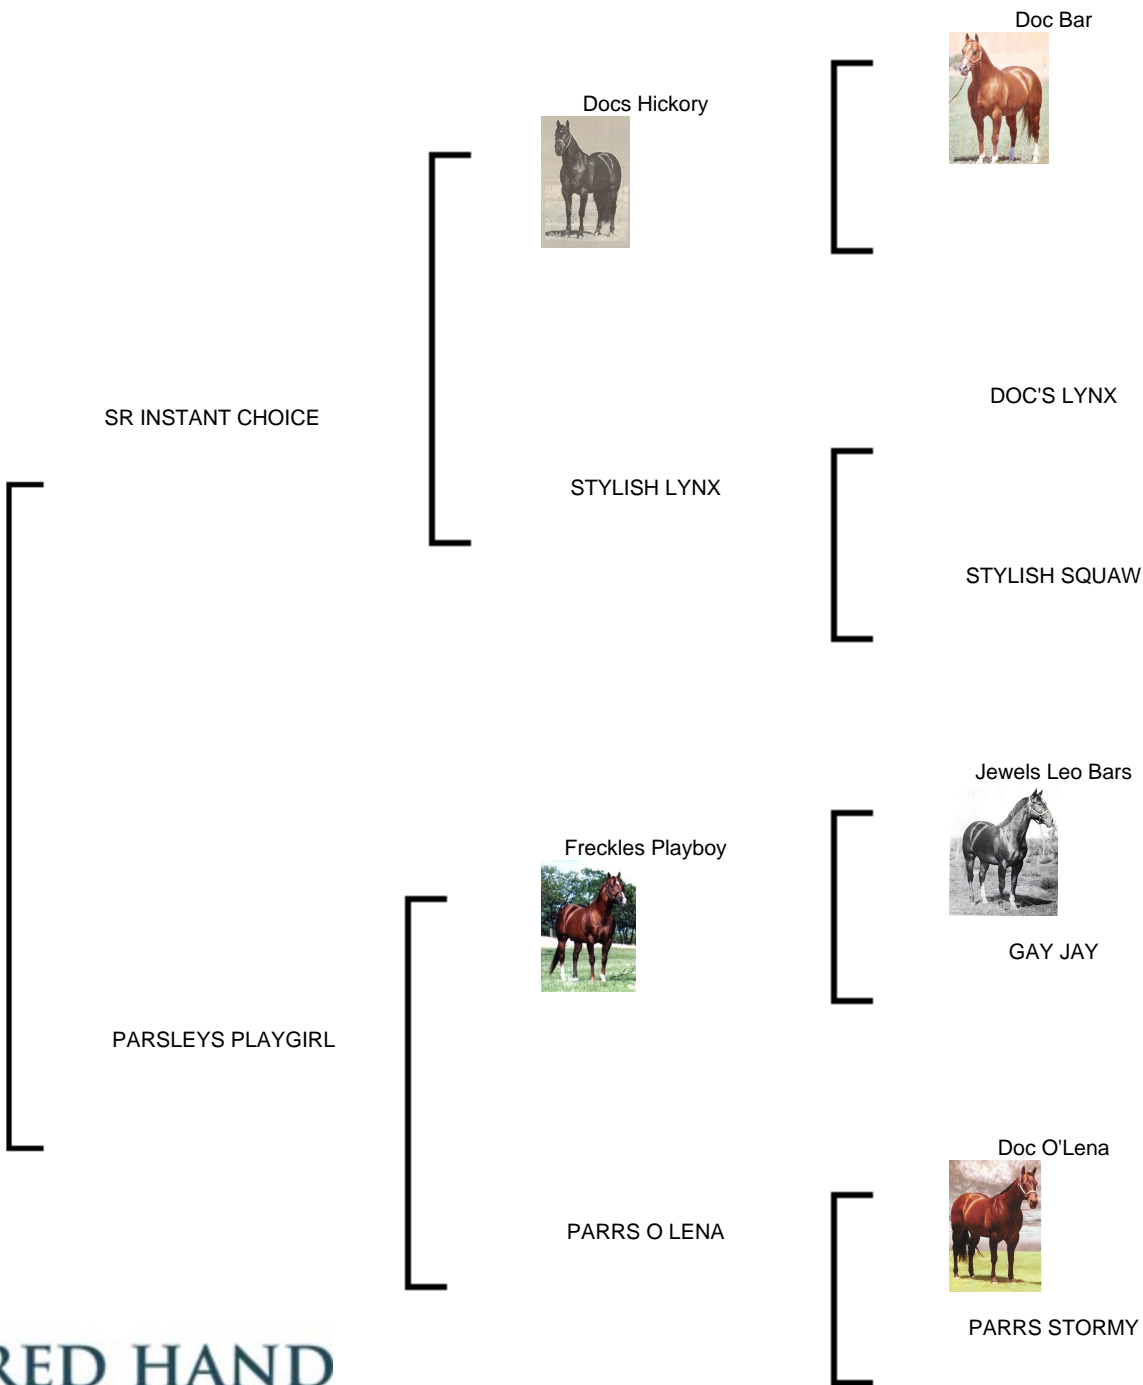 Doc Bar
Docs Hickory
DOC'S LYNX
SR INSTANT CHOICE
STYLISH LYNX
STYLISH SQUAW
Jewels Leo Bars
Freckles Playboy
GAY JAY
PARSLEYS PLAYGIRL
Doc O'Lena
PARRS O LENA
PARRS STORMY
RED HAND